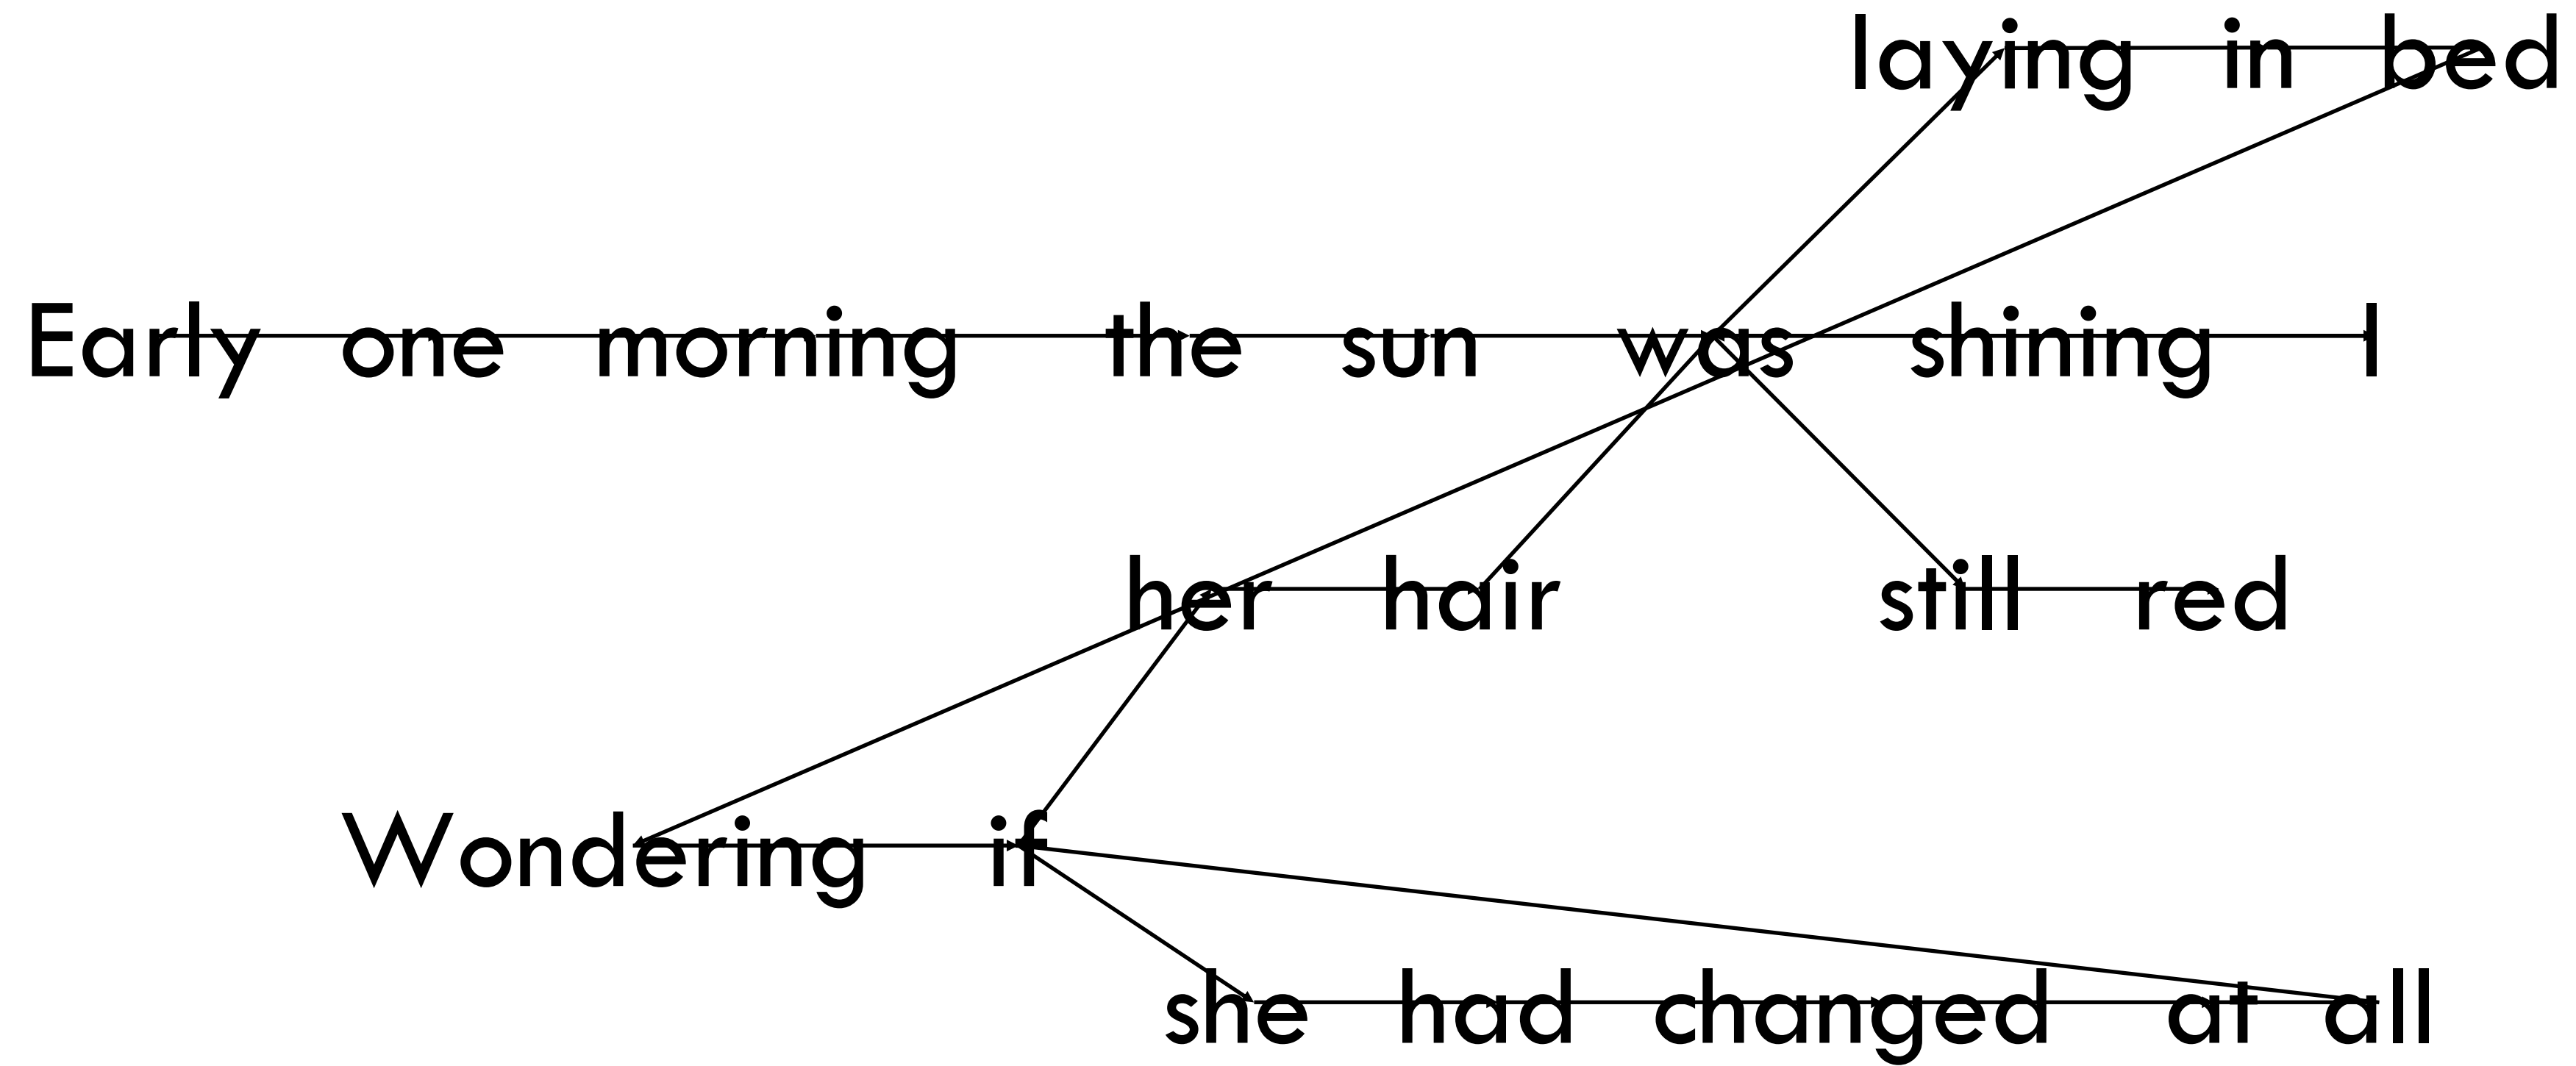 laying in bed
Early one morning the sun was shining I
her hair still red
Wondering if
she had changed at all